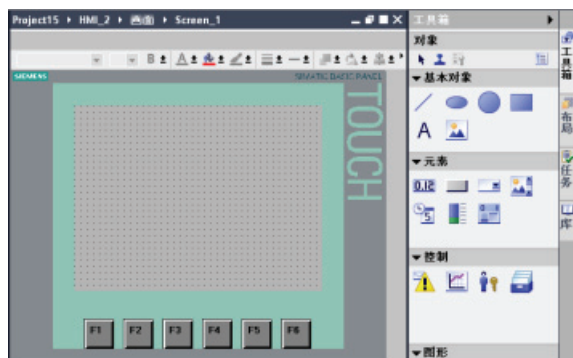 Project15 ▸ HMI_2 ▸ 画面 ▸ Screen_1
工具箱
对象
B
A
SIEMENS
SIMATIC BASIC PANEL
TOUCH
F1 F2 F3 F4 F5 F6
基本对象
A
元素
0.12
5
控制
图形
工具箱
布局
任务
库